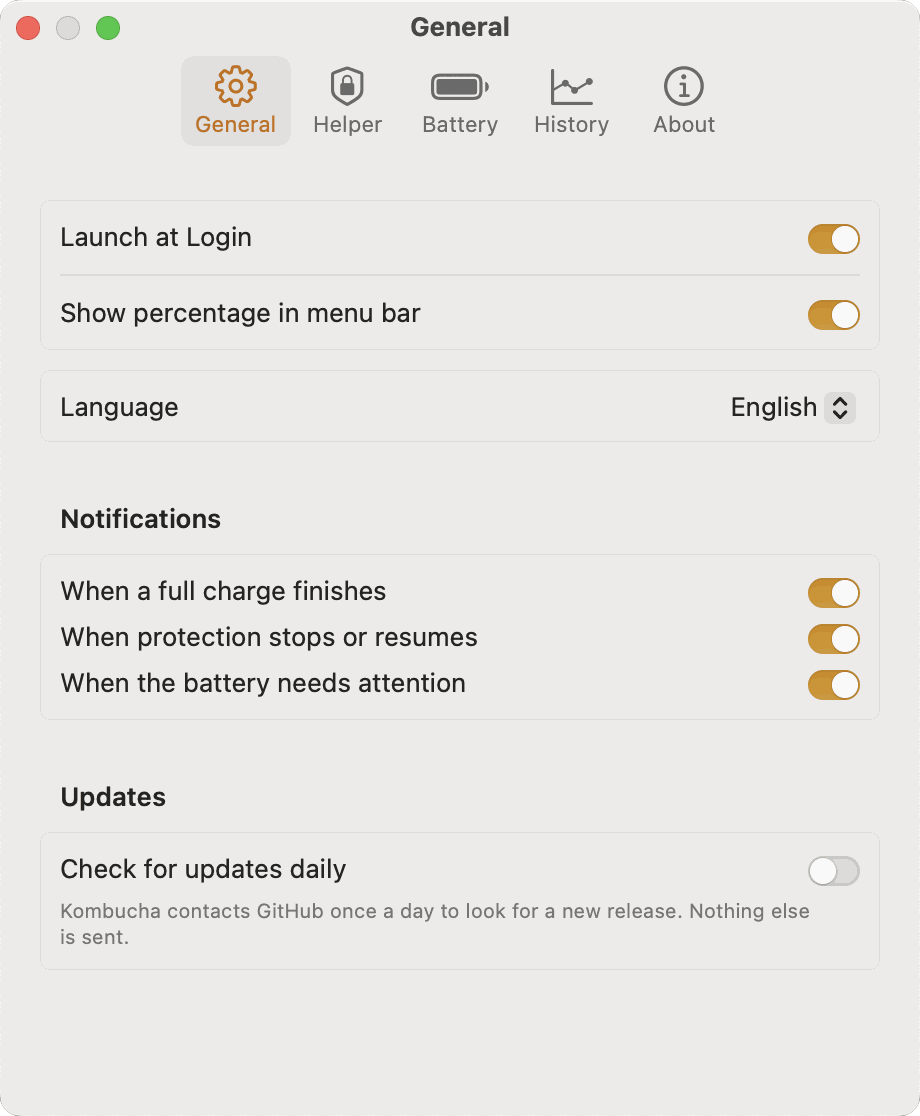 General
General
Helper
Battery
History
About
Launch at Login
Show percentage in menu bar
Language
English
Notifications
When a full charge finishes
When protection stops or resumes
When the battery needs attention
Updates
Check for updates daily
Kombucha contacts GitHub once a day to look for a new release. Nothing else
is sent.